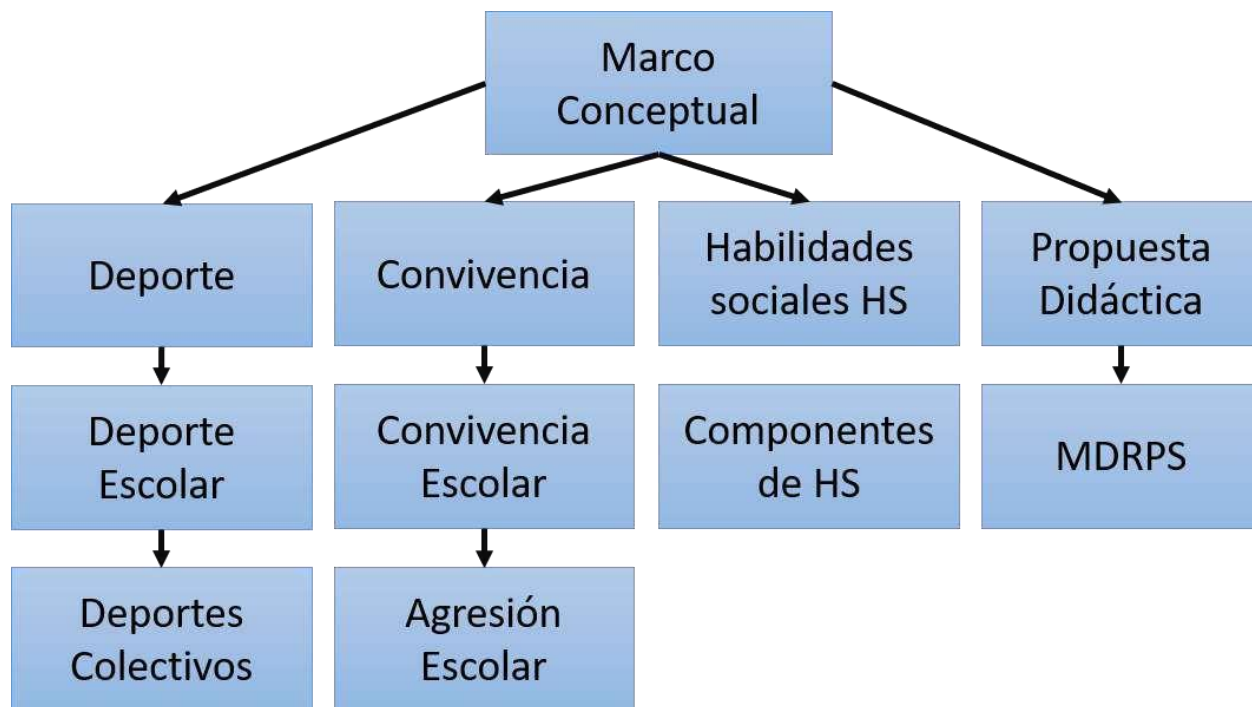 Marco
Conceptual
Deporte
Convivencia
Habilidades
sociales HS
Propuesta
Didáctica
Deporte
Escolar
Convivencia
Escolar
Componentes
de HS
MDRPS
Deportes
Colectivos
Agresión
Escolar